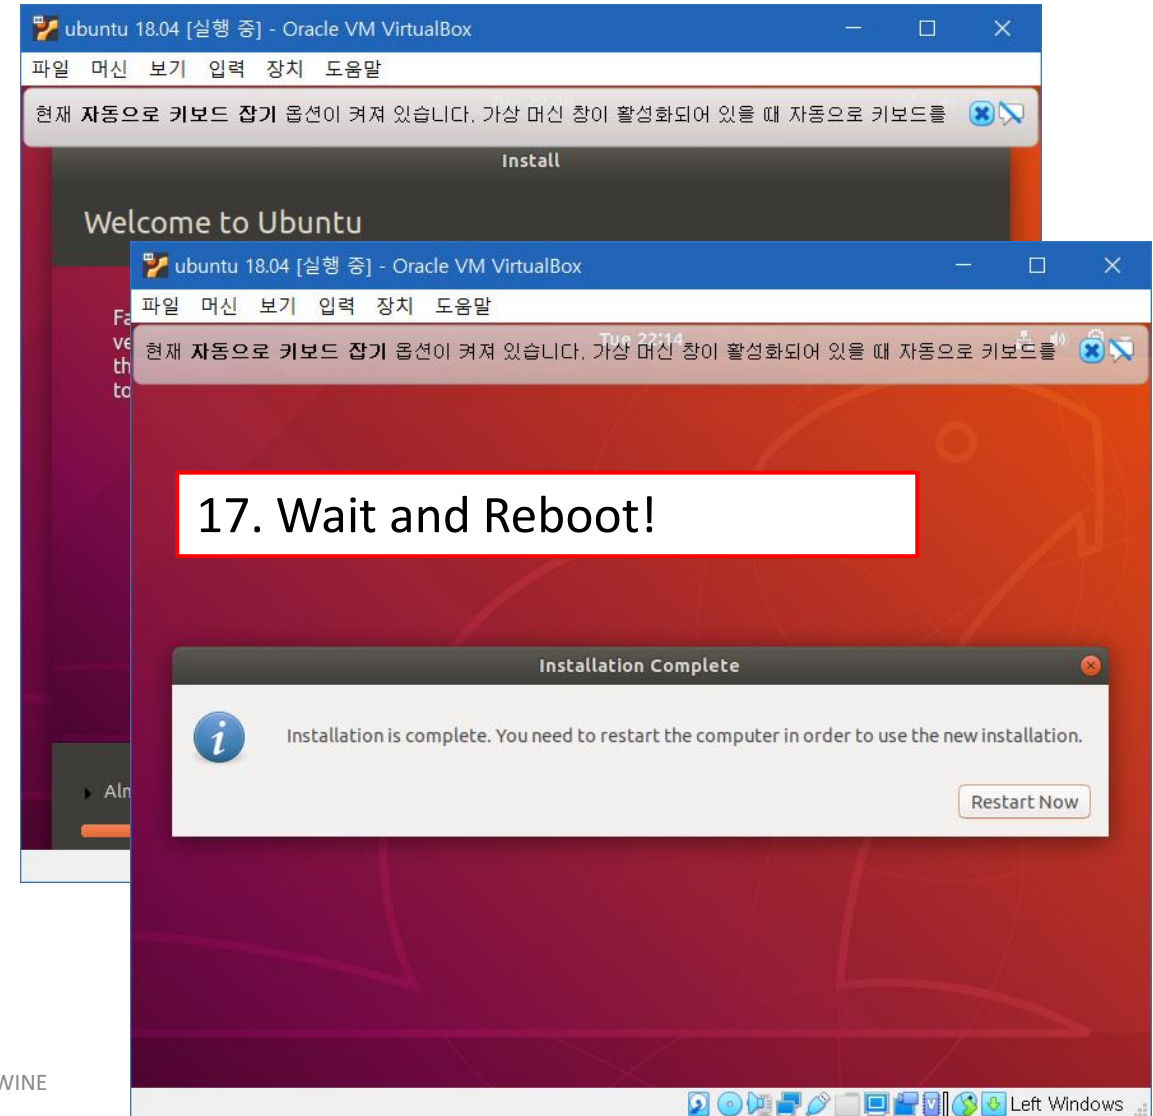 ubuntu 18.04 [실행 중] - Oracle VM VirtualBox
파일 머신 보기 입력 장치 도움말
현재 자동으로 키보드 잡기 옵션이 켜져 있습니다. 가상 머신 창이 활성화되어 있을 때 자동으로 키보드를
Install
Welcome to Ubuntu
ubuntu 18.04 [실행 중] - Oracle VM VirtualBox
파일 머신 보기 입력 장치 도움말
Tue 22:14
현재 자동으로 키보드 잡기 옵션이 켜져 있습니다. 가상 머신 창이 활성화되어 있을 때 자동으로 키보드를
17. Wait and Reboot!
Installation Complete
Installation is complete. You need to restart the computer in order to use the new installation.
Restart Now
WINE
Left Windows